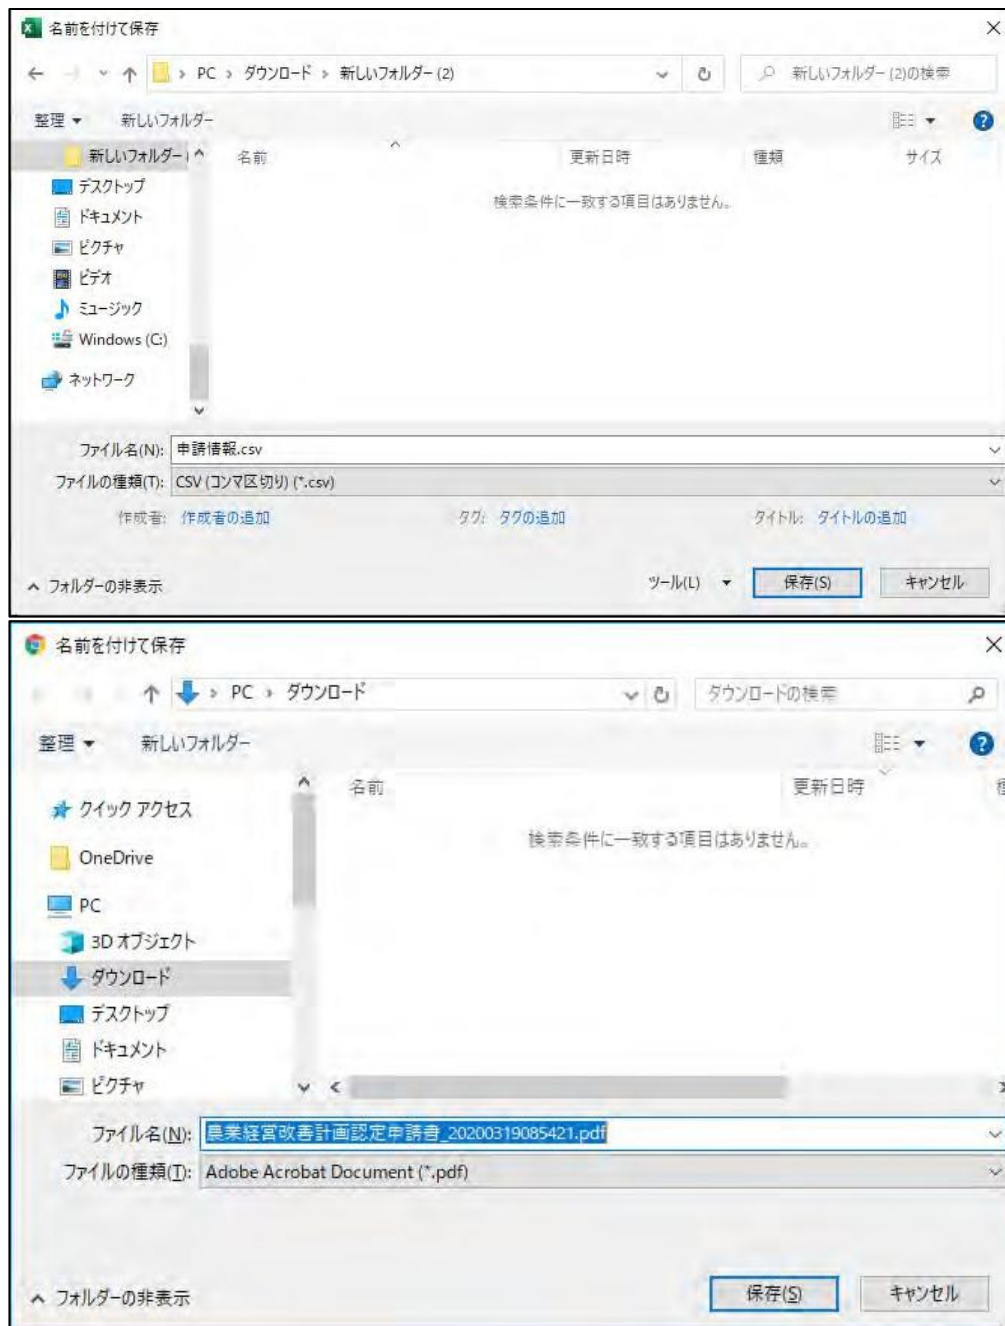 名前を付けて保存
PC › ダウンロード › 新しいフォルダー (2)
新しいフォルダー (2)の検索
整理 新しいフォルダー
新しいフォルダー (
名前 更新日時 種類 サイズ
検索条件に一致する項目はありません。
デスクトップ
ドキュメント
ピクチャ
ビデオ
ミュージック
Windows (C:)
ネットワーク
ファイル名(N): 申請情報.csv
ファイルの種類(T): CSV (コンマ区切り) (*.csv)
作成者: 作成者の追加 タグ: タグの追加 タイトル: タイトルの追加
フォルダーの非表示 ツール(L) 保存(S) キャンセル
名前を付けて保存
PC › ダウンロード
ダウンロードの検索
整理 新しいフォルダー
名前 更新日時
検索条件に一致する項目はありません。
クイック アクセス
OneDrive
PC
3D オブジェクト
ダウンロード
デスクトップ
ドキュメント
ピクチャ
ファイル名(N): 農業経営改善計画認定申請書_20200319085421.pdf
ファイルの種類(T): Adobe Acrobat Document (*.pdf)
フォルダーの非表示 保存(S) キャンセル